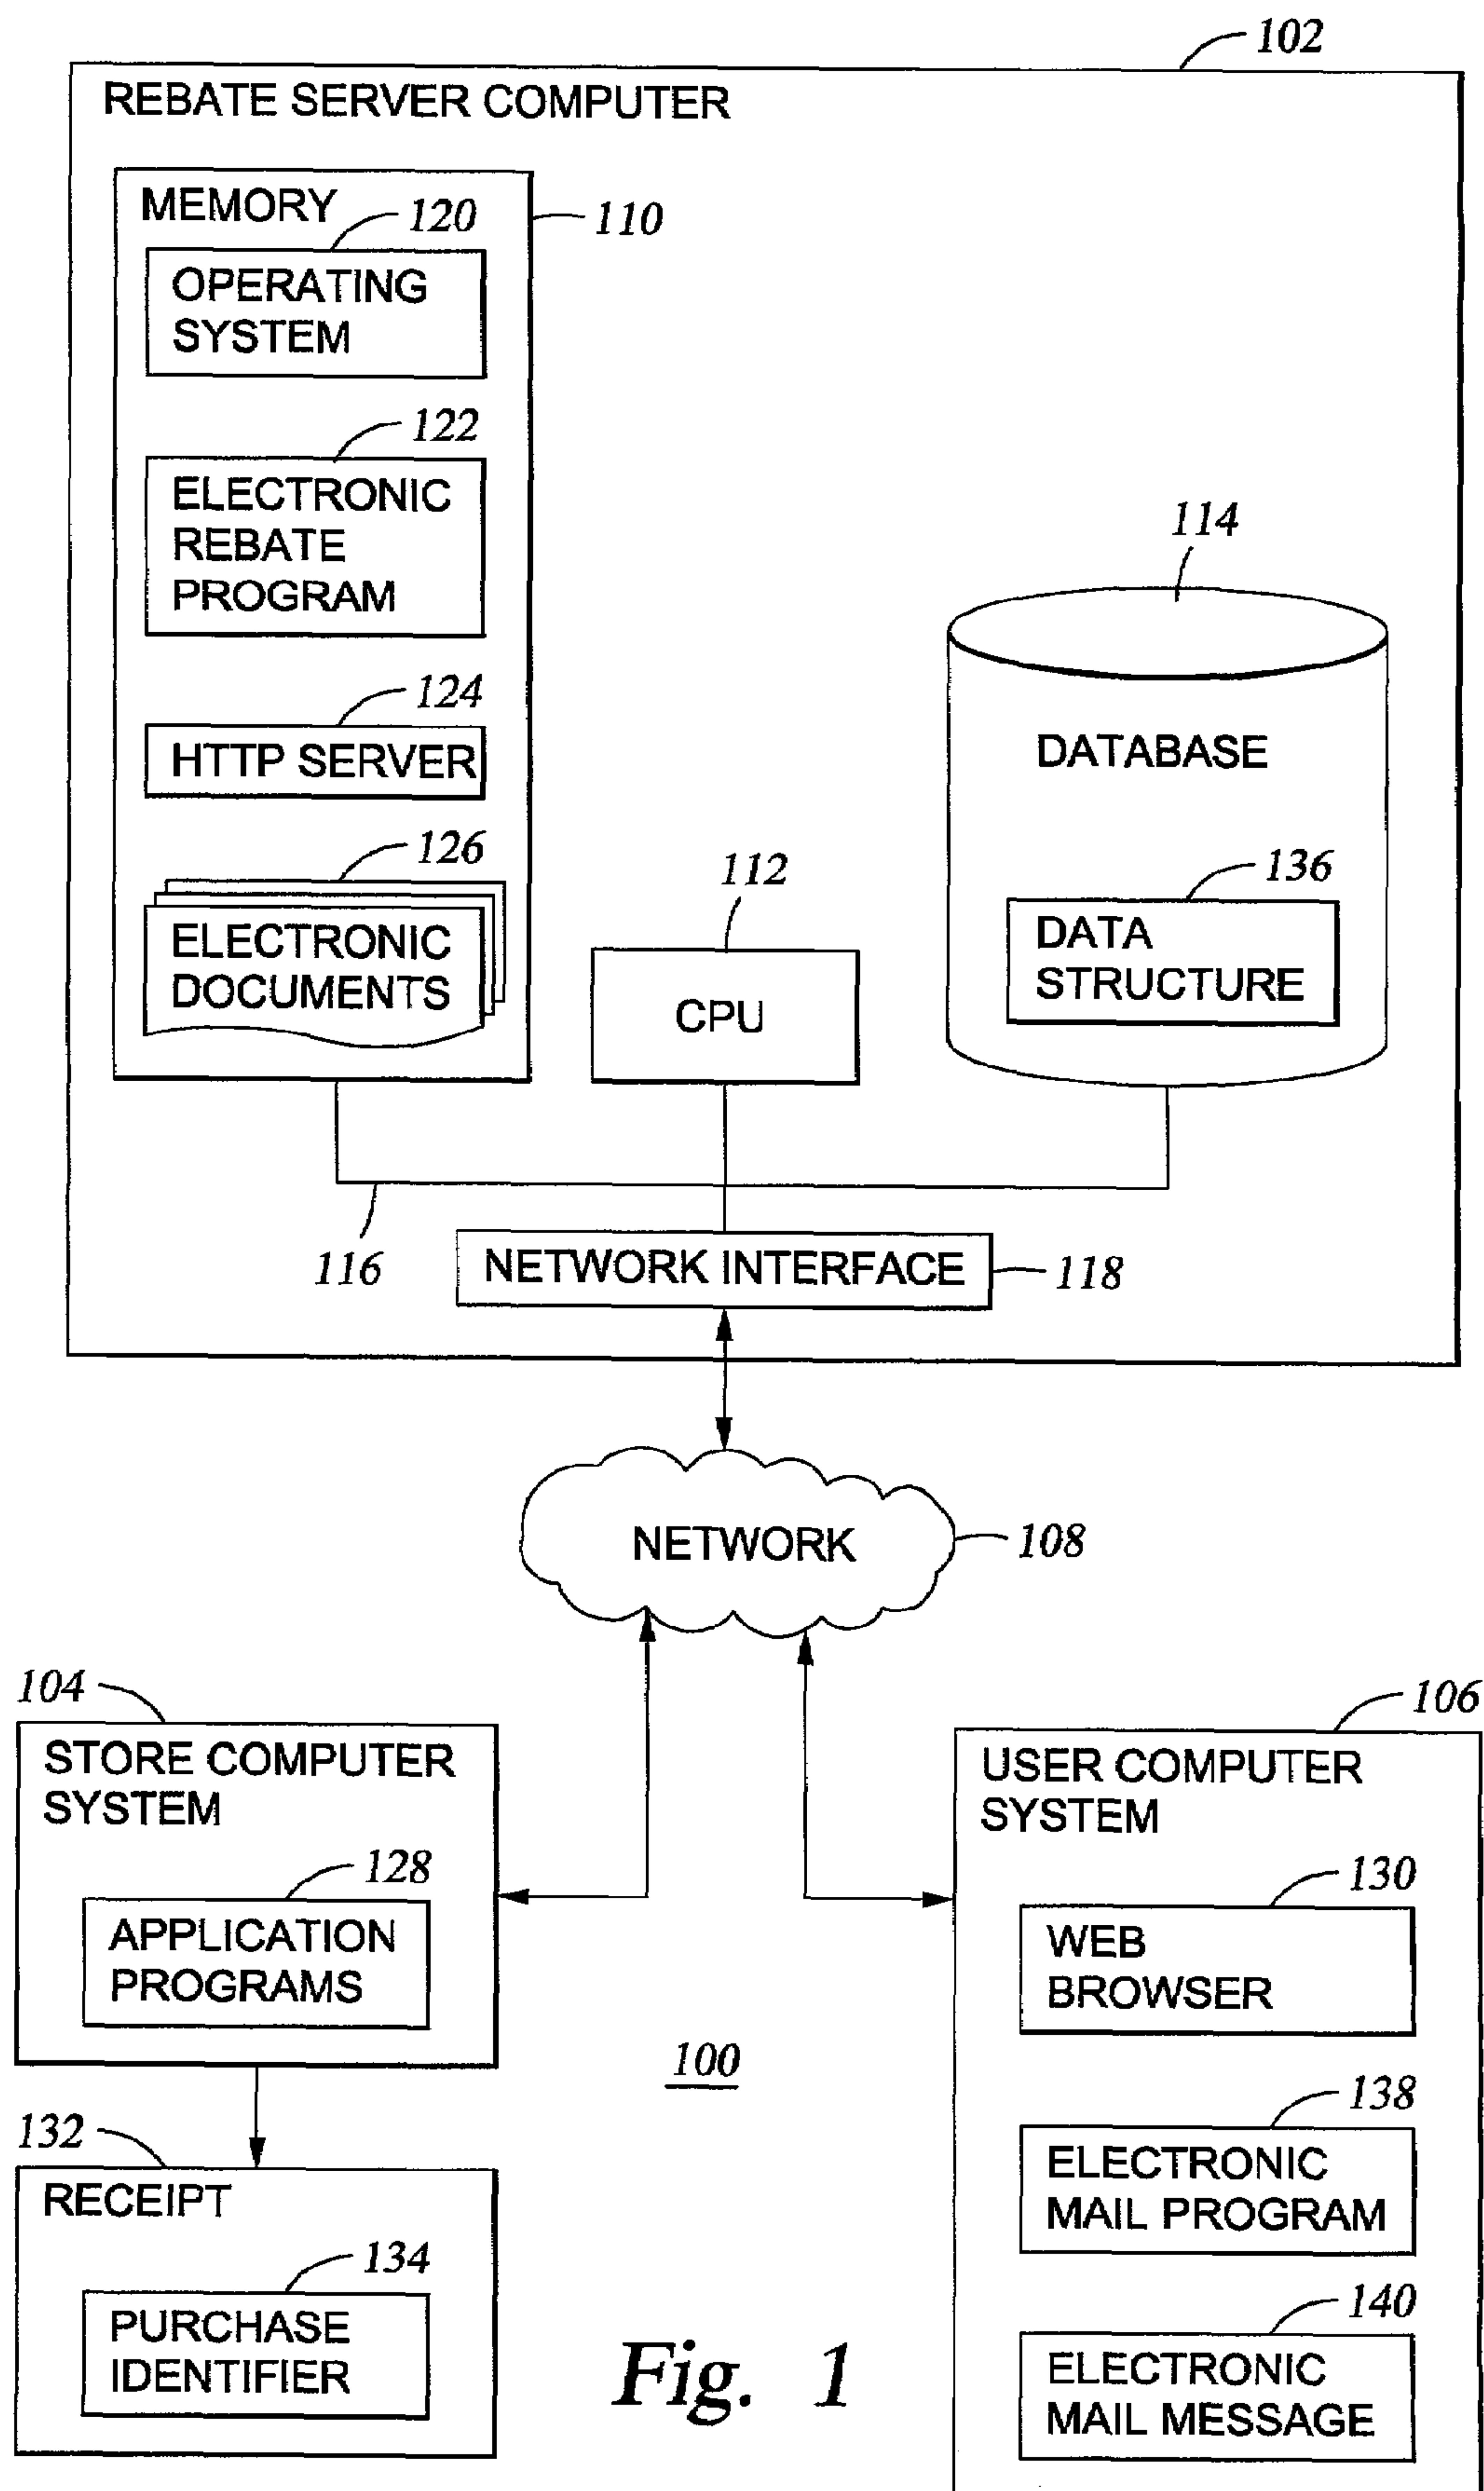 102
REBATE SERVER COMPUTER
MEMORY
110
120
OPERATING
SYSTEM
122
ELECTRONIC
REBATE
PROGRAM
124
HTTP SERVER
126
ELECTRONIC
DOCUMENTS
112
CPU
114
DATABASE
136
DATA
STRUCTURE
116
NETWORK INTERFACE
118
NETWORK
108
104
STORE COMPUTER
SYSTEM
128
APPLICATION
PROGRAMS
132
RECEIPT
134
PURCHASE
IDENTIFIER
100
106
USER COMPUTER
SYSTEM
130
WEB
BROWSER
138
ELECTRONIC
MAIL PROGRAM
140
ELECTRONIC
MAIL MESSAGE
Fig. 1